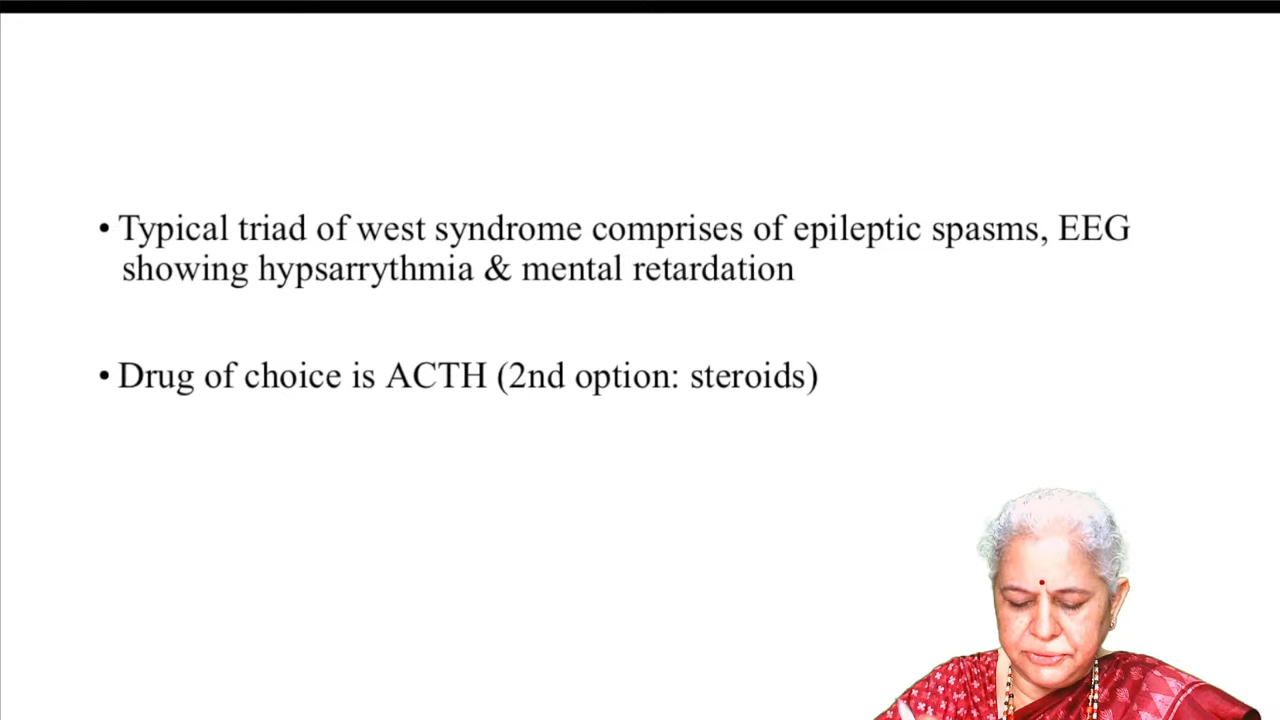 • Typical triad of west syndrome comprises of epileptic spasms, EEG
showing hypsarrythmia & mental retardation
• Drug of choice is ACTH (2nd option: steroids)